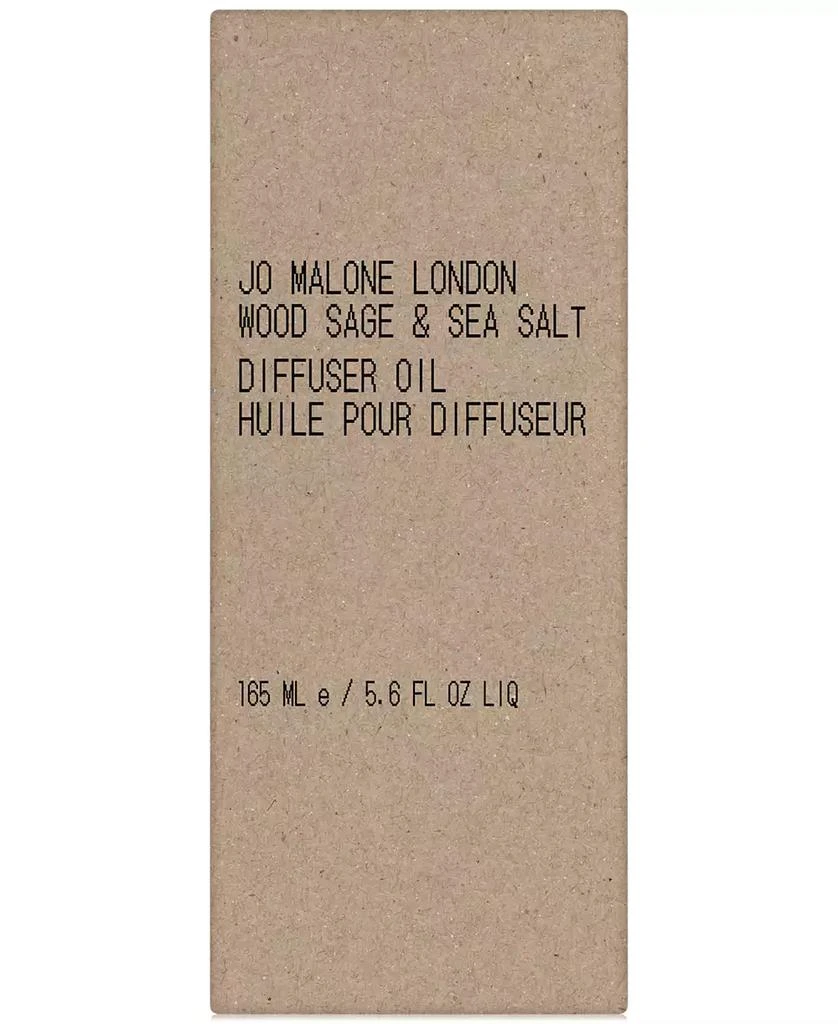 JO MALONE LONDON
WOOD SAGE & SEA SALT
DIFFUSER OIL
HUILE POUR DIFFUSEUR
165 ML e / 5.6 FL OZ LIQ